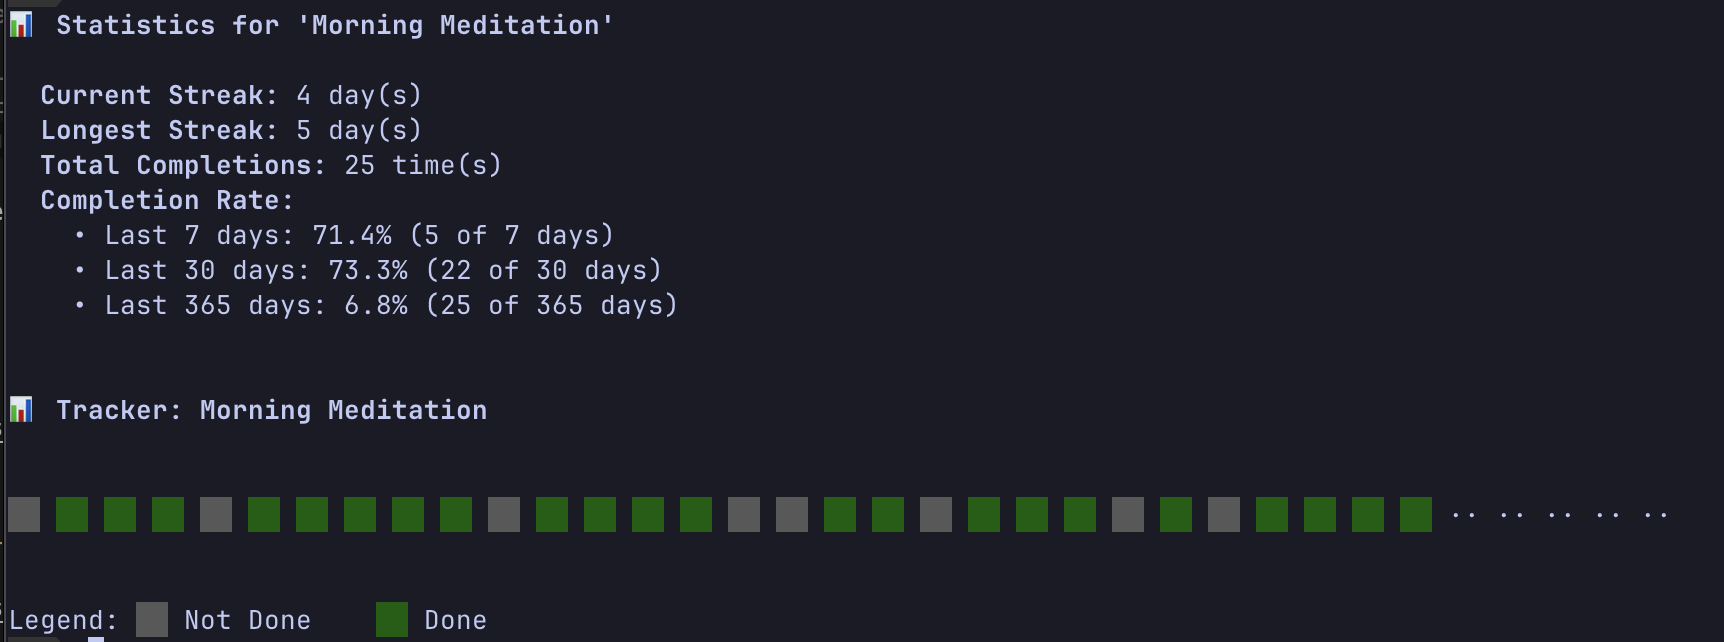 Statistics for 'Morning Meditation'
Current Streak: 4 day(s)
Longest Streak: 5 day(s)
Total Completions: 25 time(s)
Completion Rate:
• Last 7 days: 71.4% (5 of 7 days)
• Last 30 days: 73.3% (22 of 30 days)
• Last 365 days: 6.8% (25 of 365 days)
Tracker: Morning Meditation
·· ·· ·· ·· ··
Legend: Not Done Done